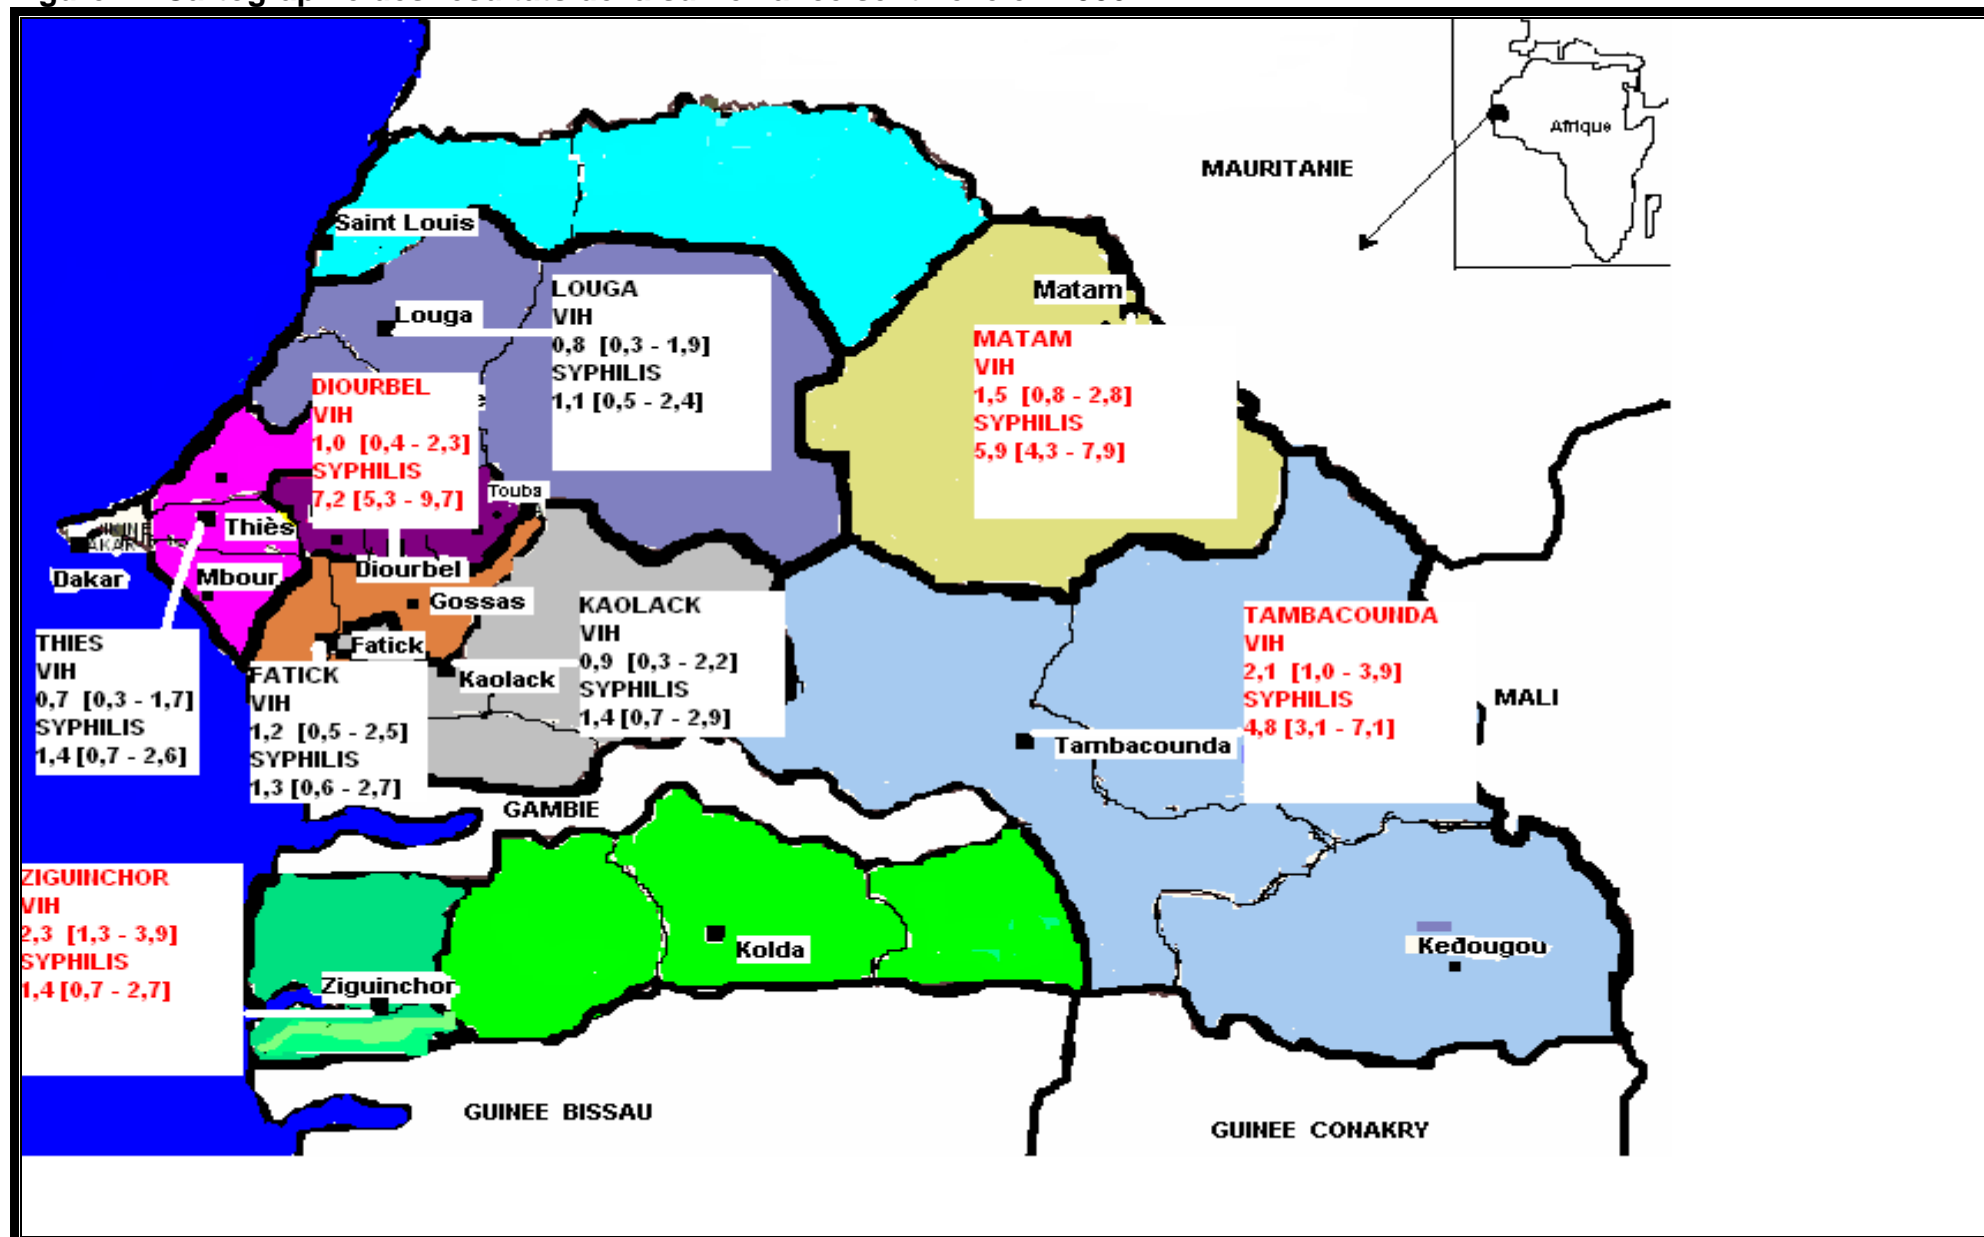 MAURITANIE
Afrique
Saint Louis
Matam
Louga
LOUGA
VIH
0,8 [0,3 - 1,9]
SYPHILIS
1,1 [0,5 - 2,4]
MATAM
VIH
1,5 [0,8 - 2,8]
SYPHILIS
5,9 [4,3 - 7,9]
DIOURBEL
VIH
1,0 [0,4 - 2,3]
SYPHILIS
7,2 [5,3 - 9,7]
Touba
Thiès
Dakar
Mbour
Diourbel
Gossas
Fatick
Kaolack
KAOLACK
VIH
0,9 [0,3 - 2,2]
SYPHILIS
1,4 [0,7 - 2,9]
TAMBACOUNDA
VIH
2,1 [1,0 - 3,9]
SYPHILIS
4,8 [3,1 - 7,1]
THIES
VIH
0,7 [0,3 - 1,7]
SYPHILIS
1,4 [0,7 - 2,6]
FATICK
VIH
1,2 [0,5 - 2,5]
SYPHILIS
1,3 [0,6 - 2,7]
MALI
Tambacounda
GAMBIE
ZIGUINCHOR
VIH
2,3 [1,3 - 3,9]
SYPHILIS
1,4 [0,7 - 2,7]
Kolda
Kedougou
Ziguinchor
GUINEE BISSAU
GUINEE CONAKRY